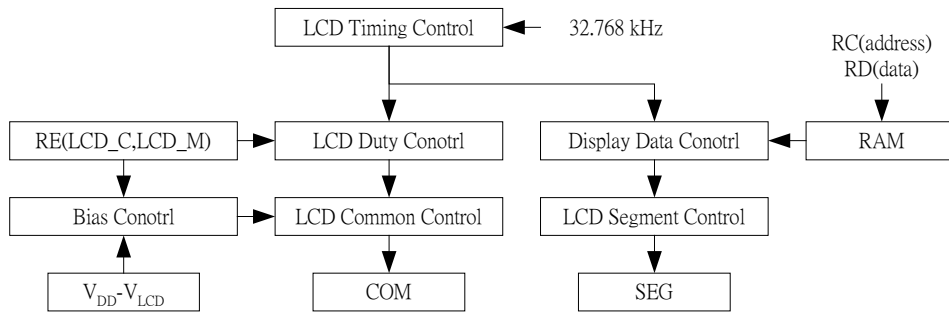 LCD Timing Control
32.768 kHz
RC(address)
RD(data)
RE(LCD_C,LCD_M)
LCD Duty Conotrl
Display Data Conotrl
RAM
Bias Conotrl
LCD Common Control
LCD Segment Control
VDD-VLCD
COM
SEG